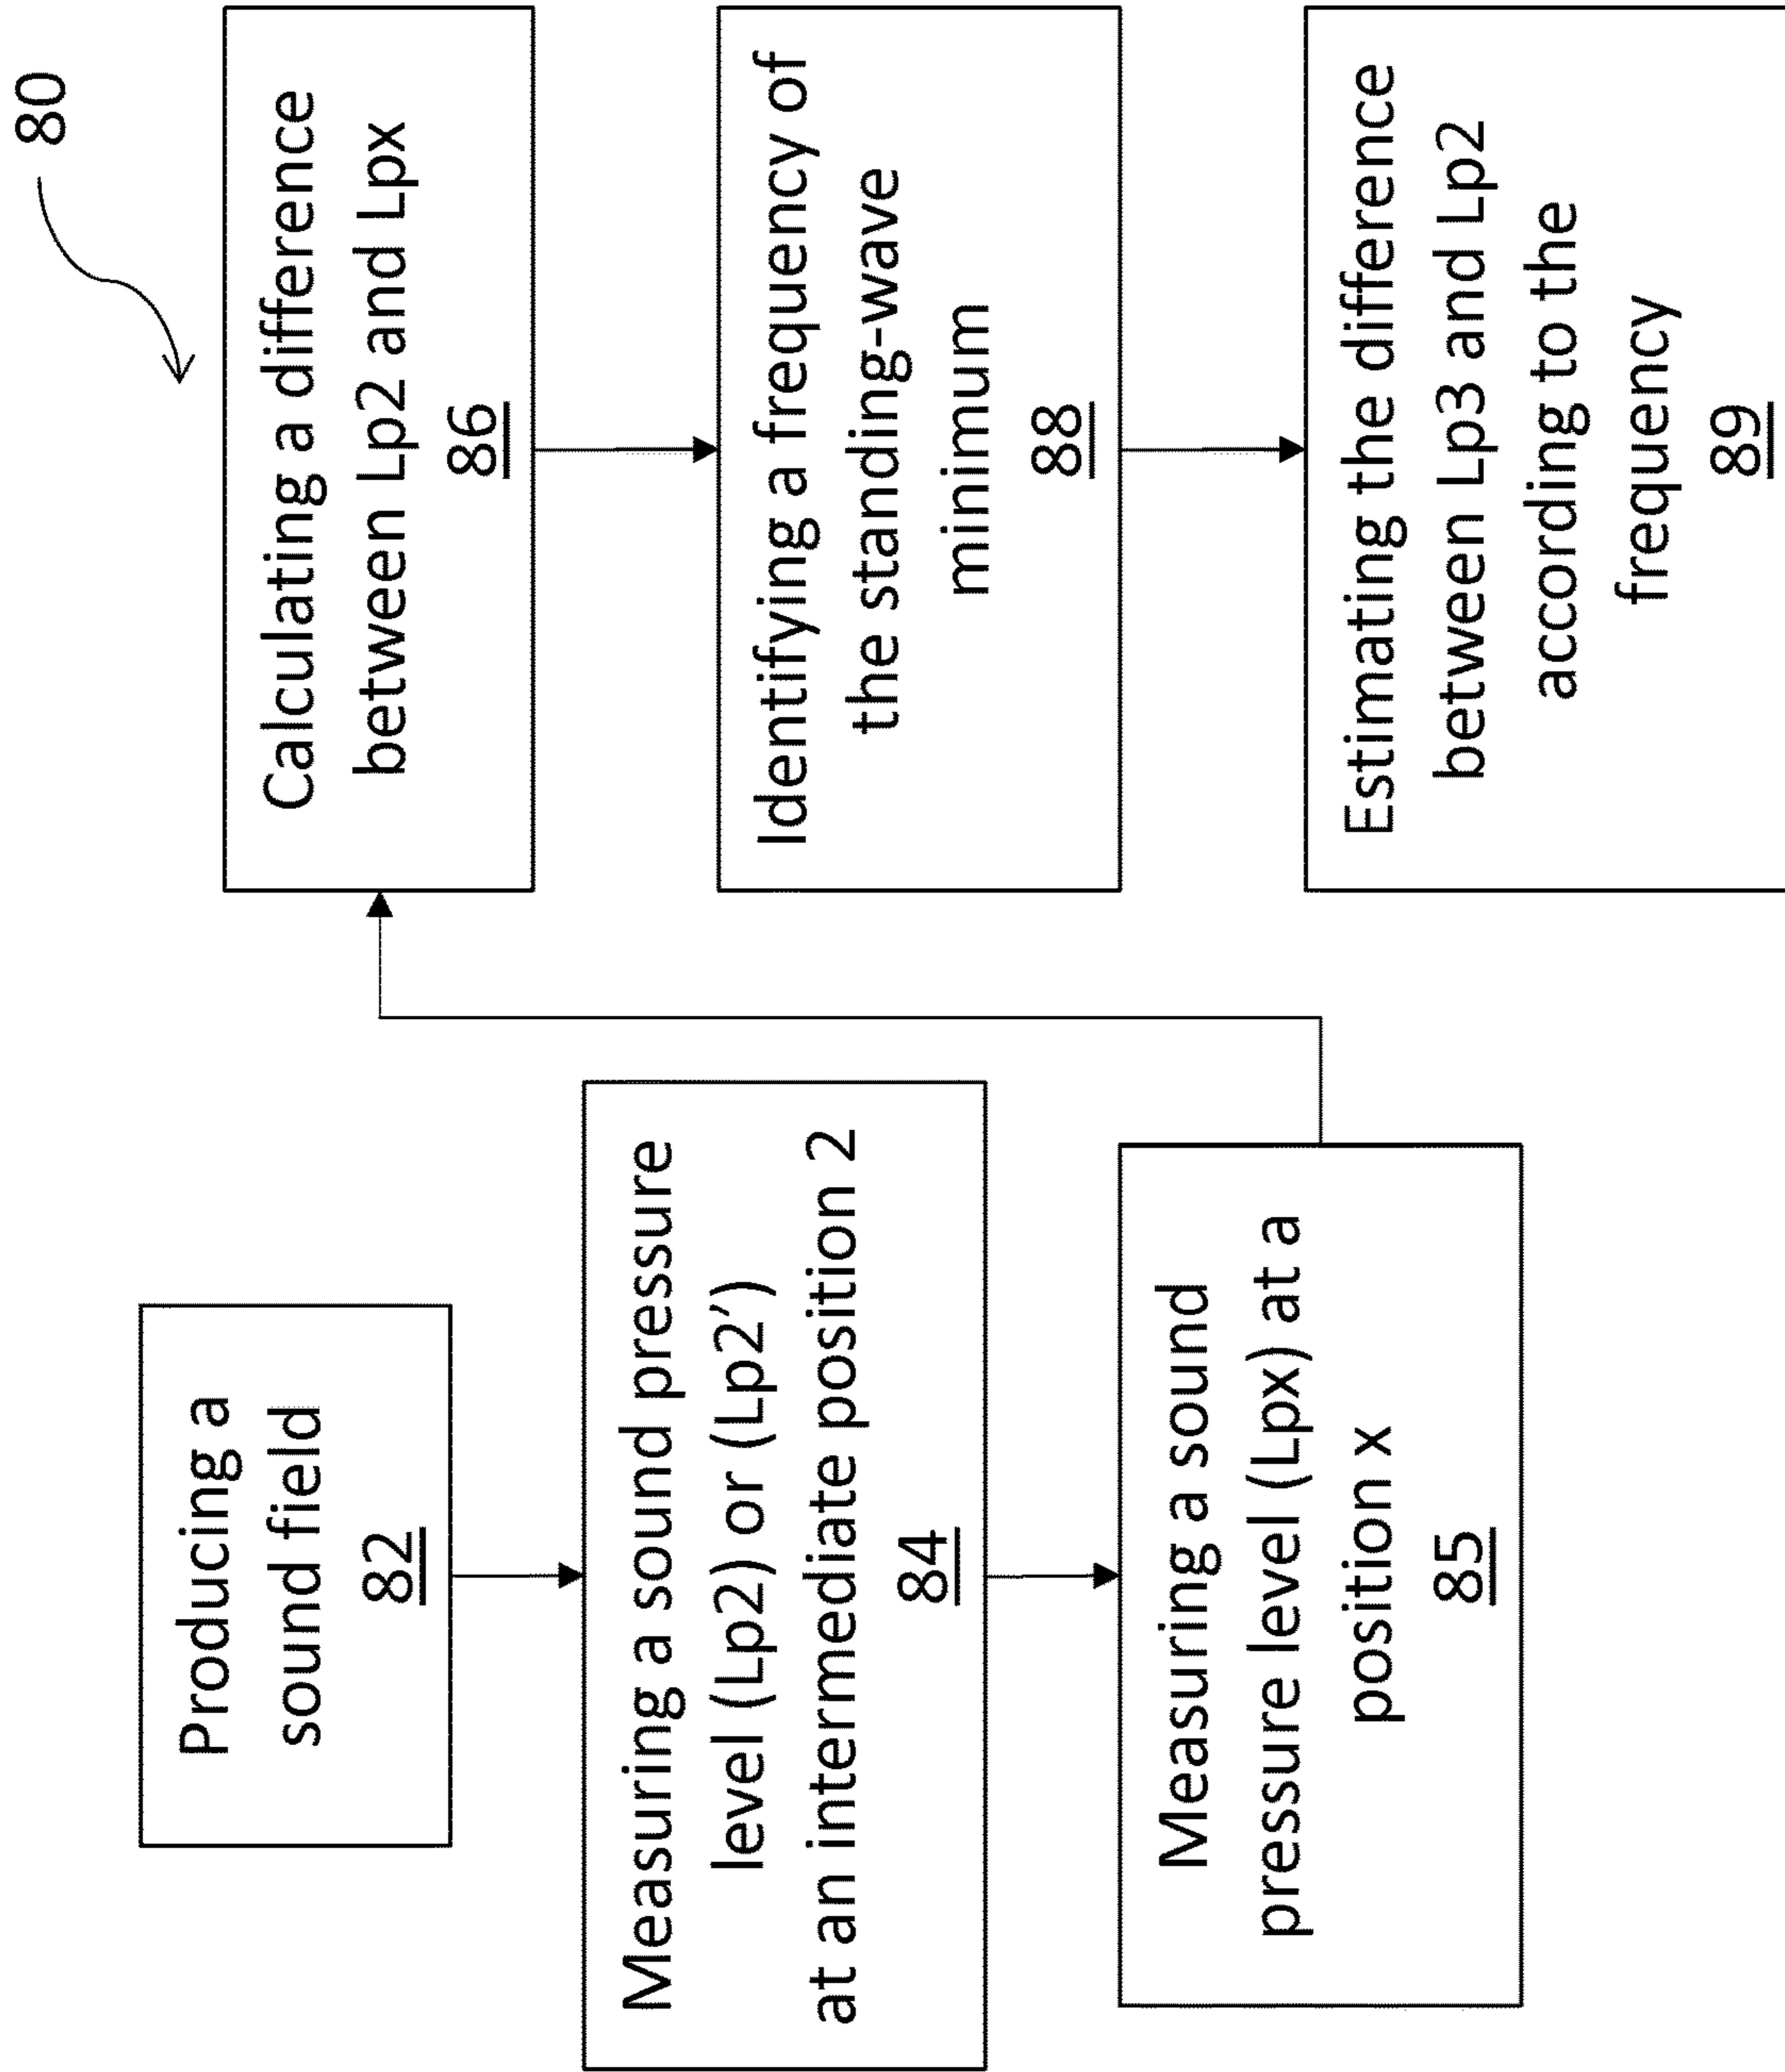 80
Producing a
sound field
82
Measuring a sound pressure
level (Lp2) or (Lp2’)
at an intermediate position 2
84
Measuring a sound
pressure level (Lpx) at a
position x
85
Calculating a difference
between Lp2 and Lpx
86
Identifying a frequency of
the standing-wave
minimum
88
Estimating the difference
between Lp3 and Lp2
according to the
frequency
89